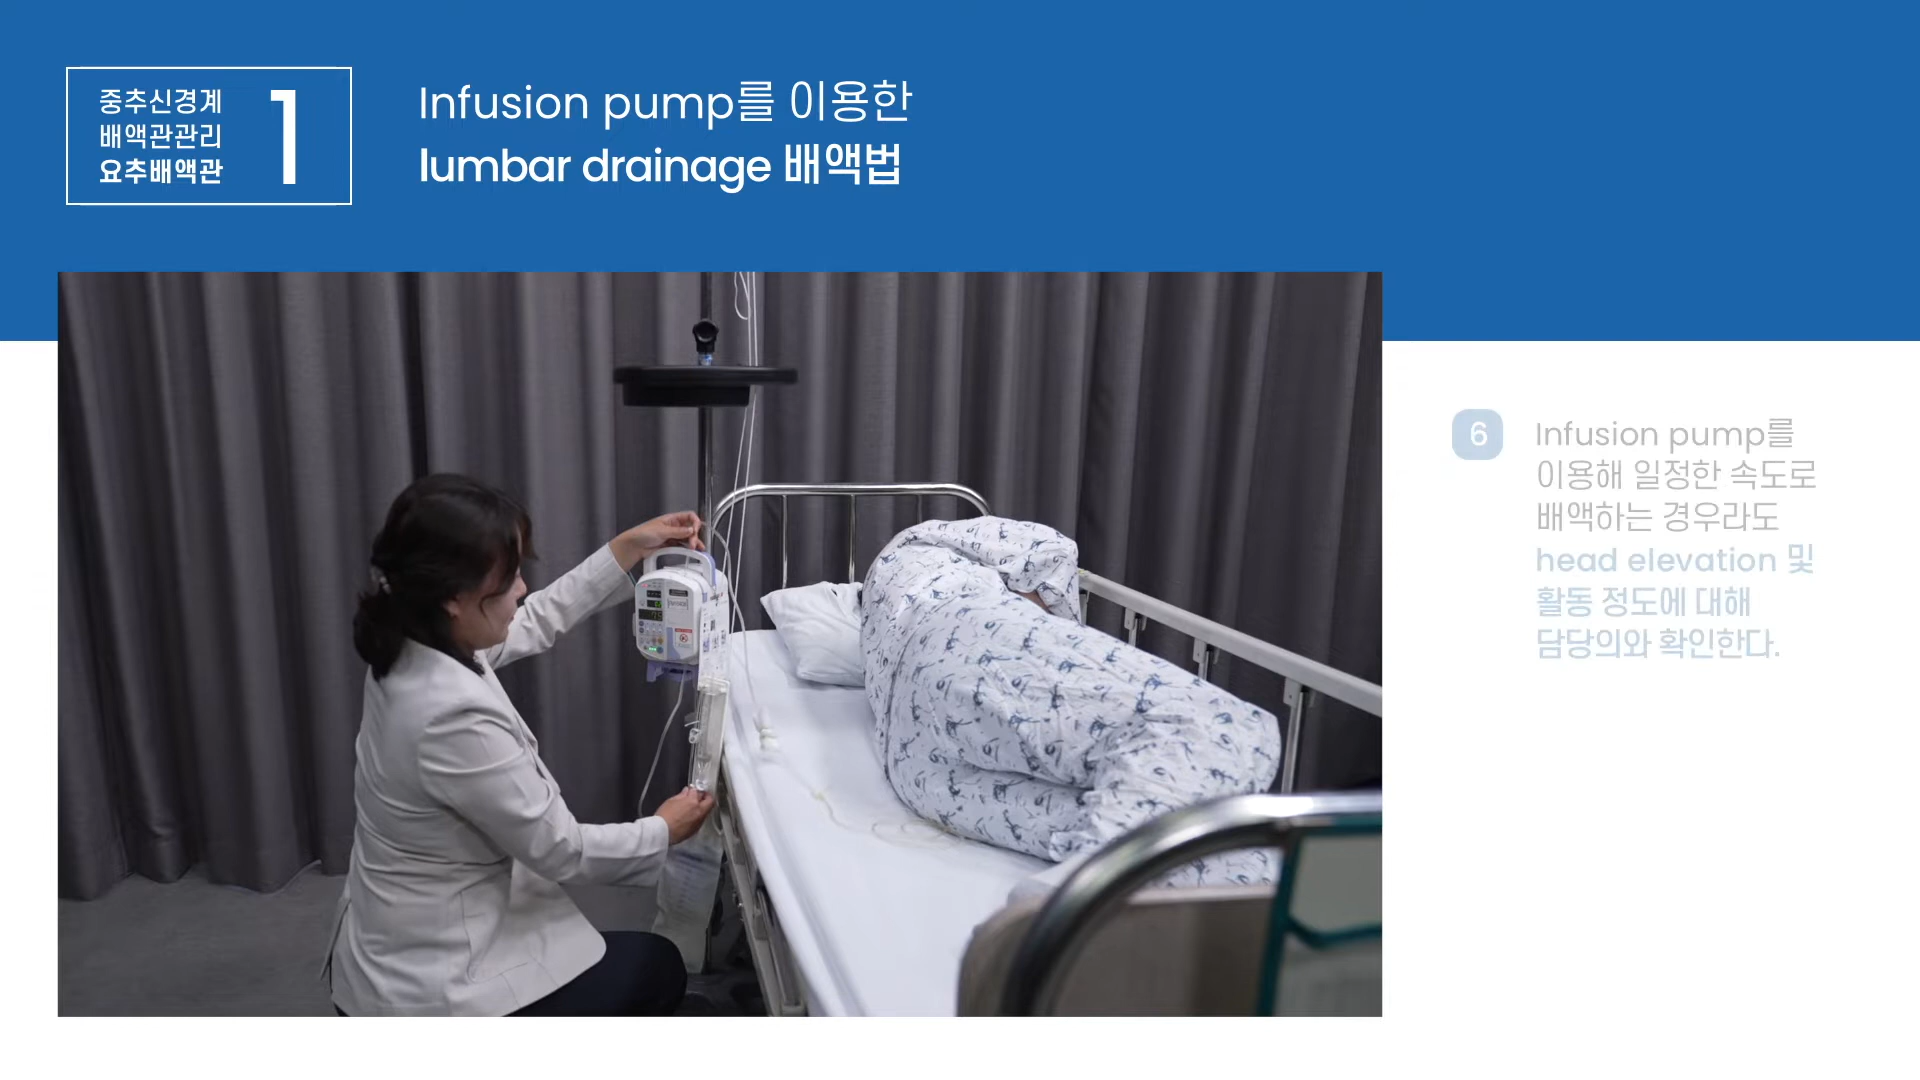 중추신경계
배액관관리
요추배액관
1
Infusion pump를 이용한
lumbar drainage 배액법
6
Infusion pump를
이용해 일정한 속도로
배액하는 경우라도
head elevation 및
활동 정도에 대해
담당의와 확인한다.